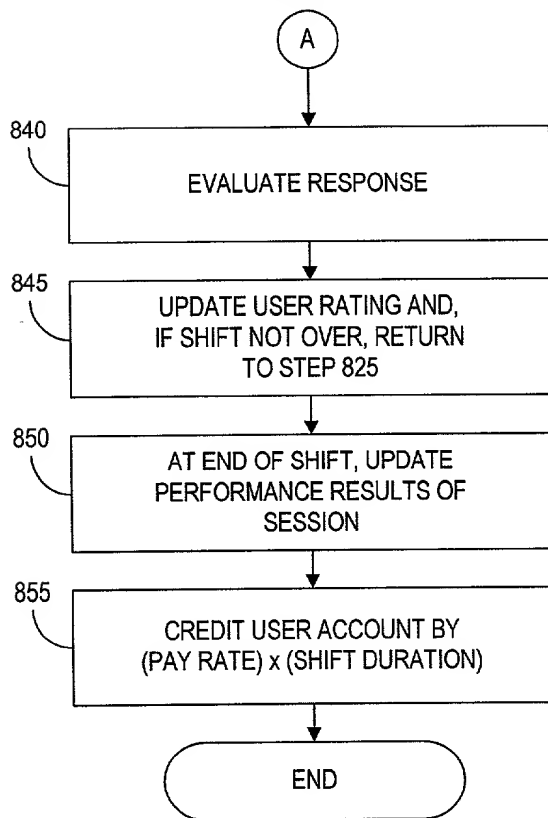 A
840
EVALUATE RESPONSE
845
UPDATE USER RATING AND,
IF SHIFT NOT OVER, RETURN
TO STEP 825
850
AT END OF SHIFT, UPDATE
PERFORMANCE RESULTS OF
SESSION
855
CREDIT USER ACCOUNT BY
(PAY RATE) x (SHIFT DURATION)
END